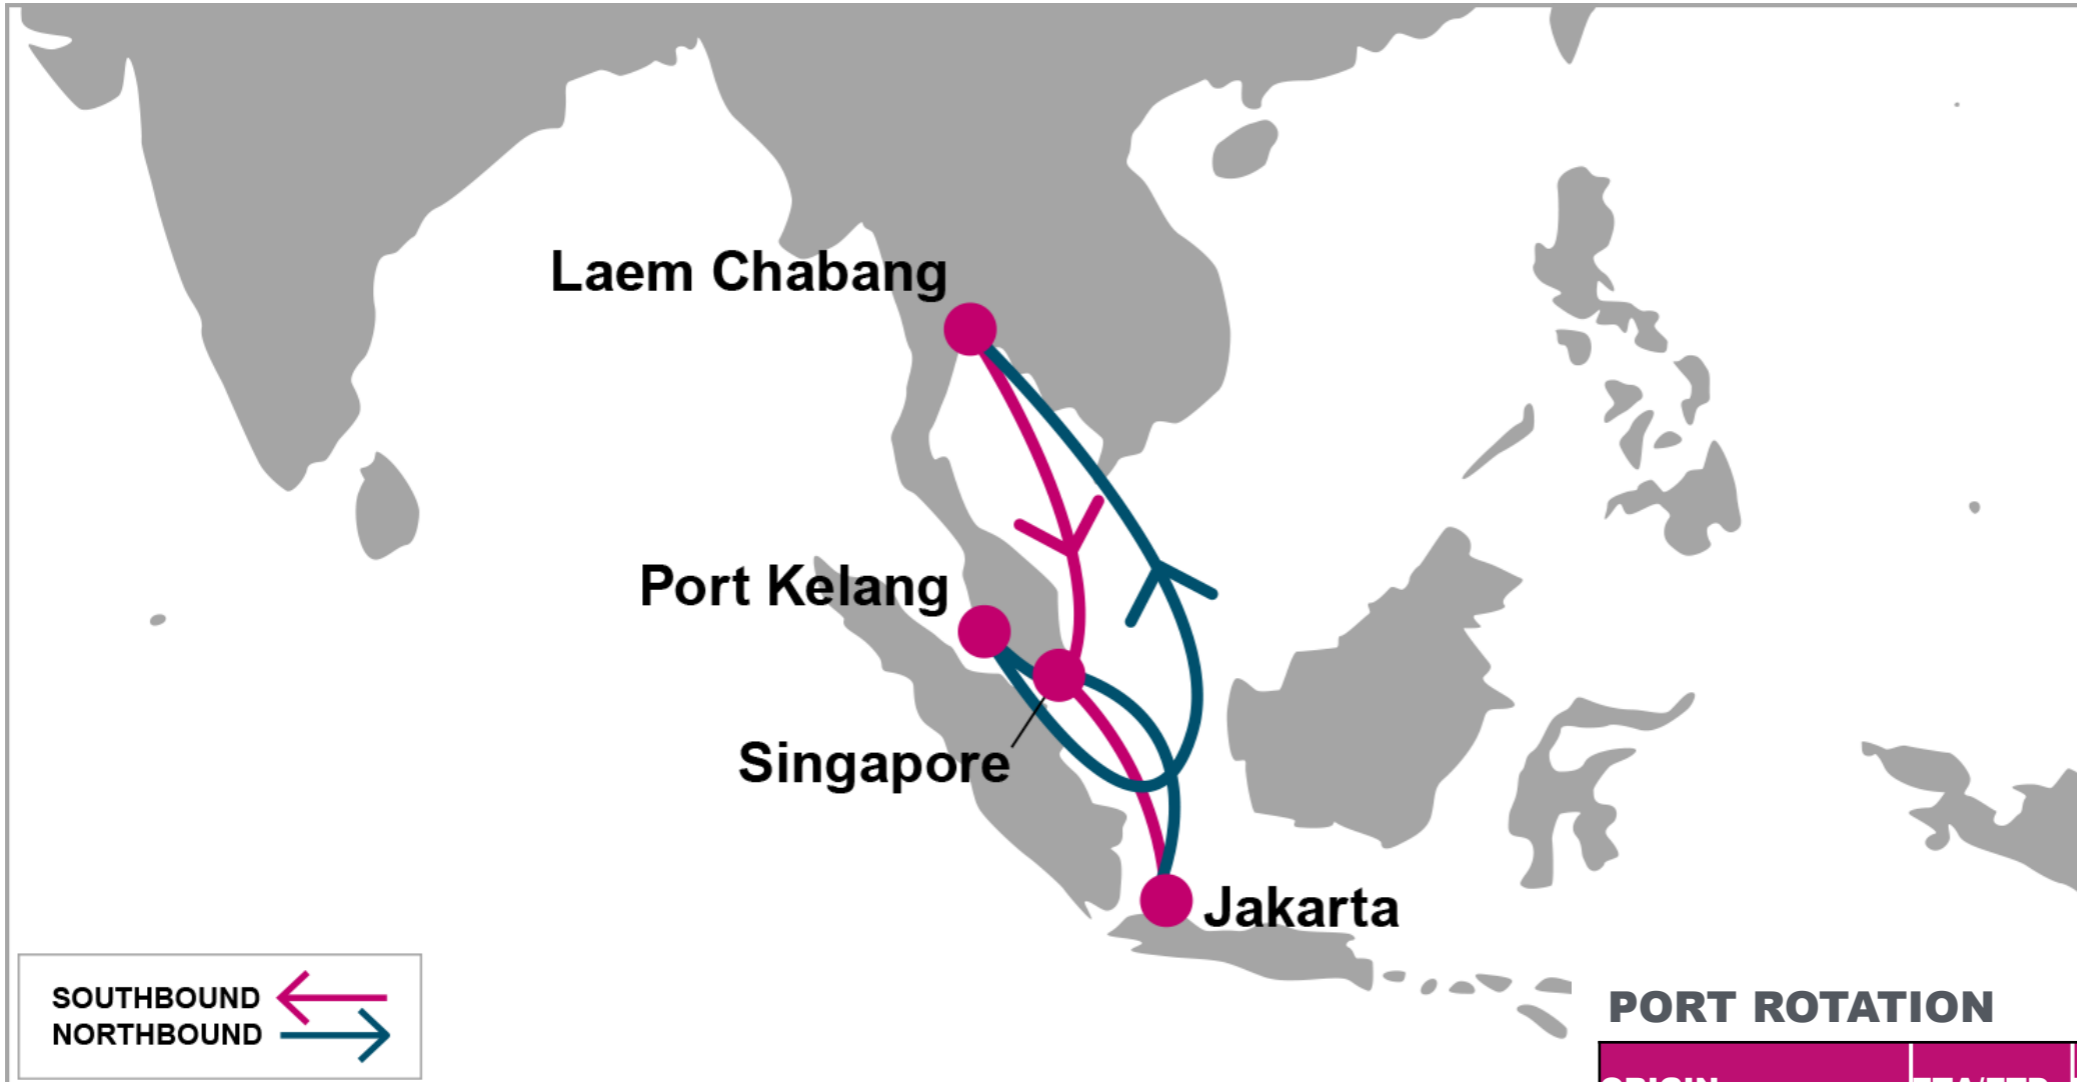 Laem Chabang
Port Kelang
Singapore
Jakarta
SOUTHBOUND
NORTHBOUND
PORT ROTATION